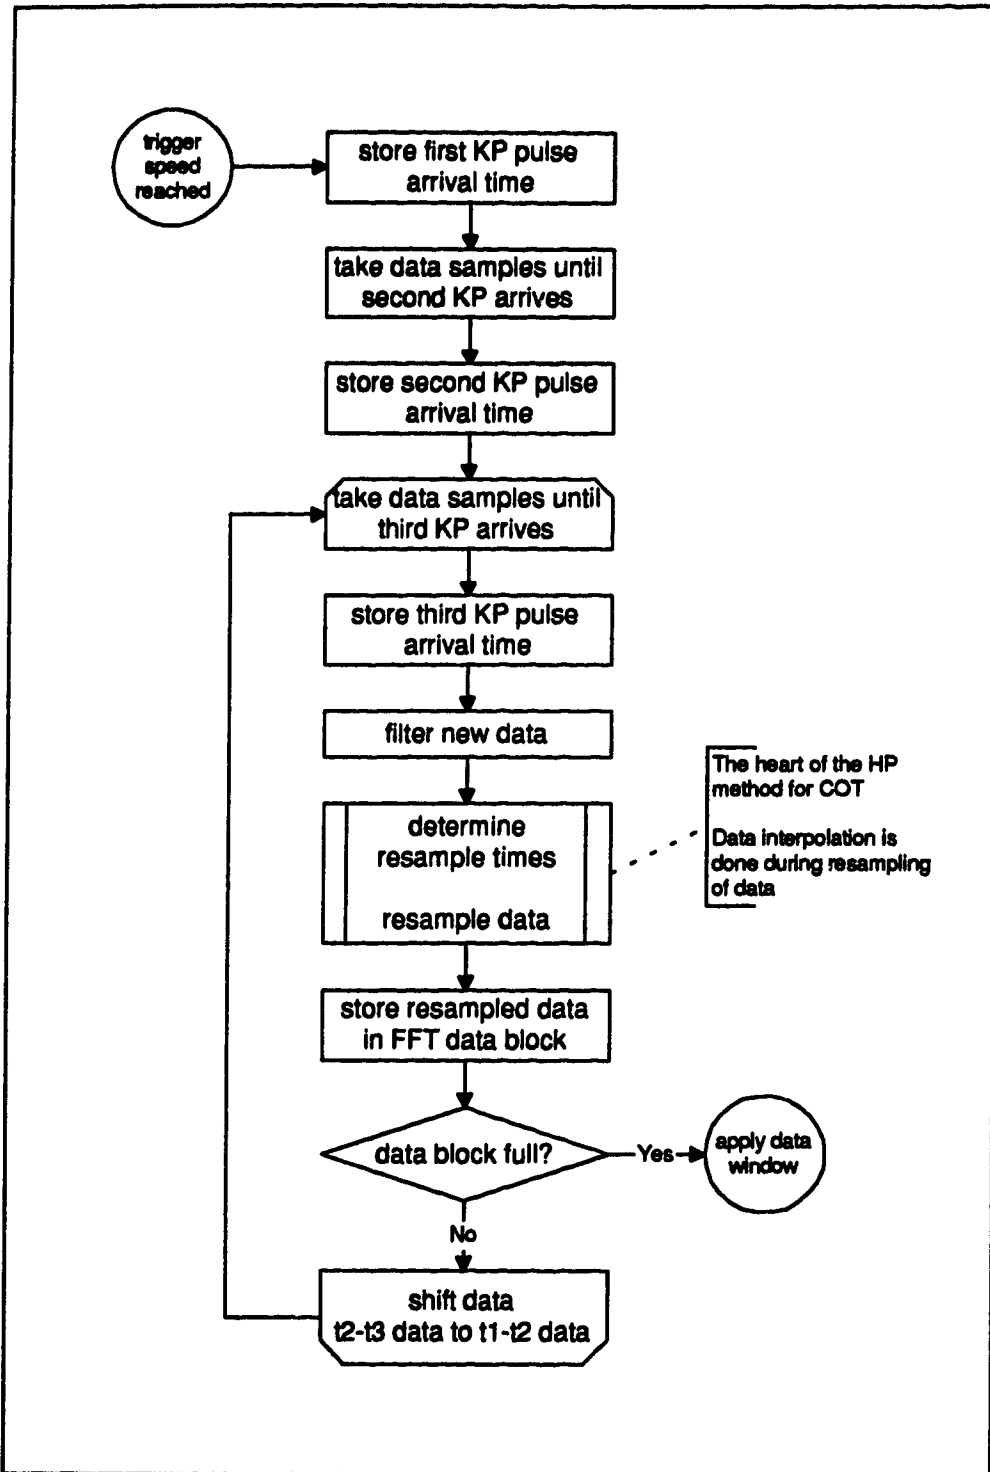 trigger
speed
reached
store first KP pulse
arrival time
take data samples until
second KP arrives
store second KP pulse
arrival time
take data samples until
third KP arrives
store third KP pulse
arrival time
filter new data
determine
resample times
resample data
The heart of the HP
method for COT
Data interpolation is
done during resampling
of data
store resampled data
in FFT data block
data block full?
Yes
apply data
window
No
shift data
t2-t3 data to t1-t2 data